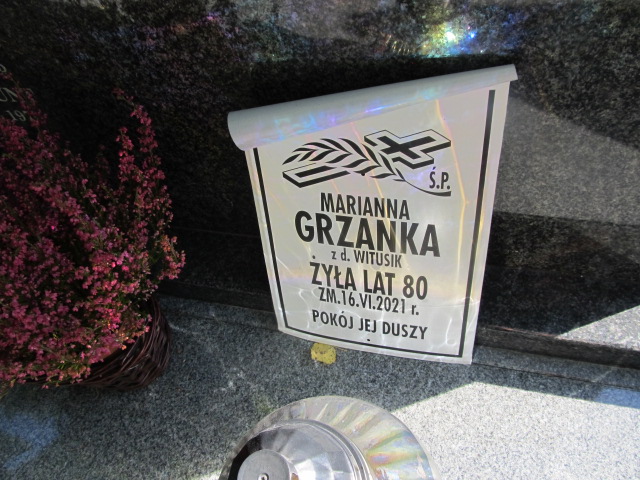 Ś.P.
MARIANNA
GRZANKA
z d. WITUSIK
ŻYŁA LAT 80
ZM.16.VI.2021 r.
POKÓJ JEJ DUSZY